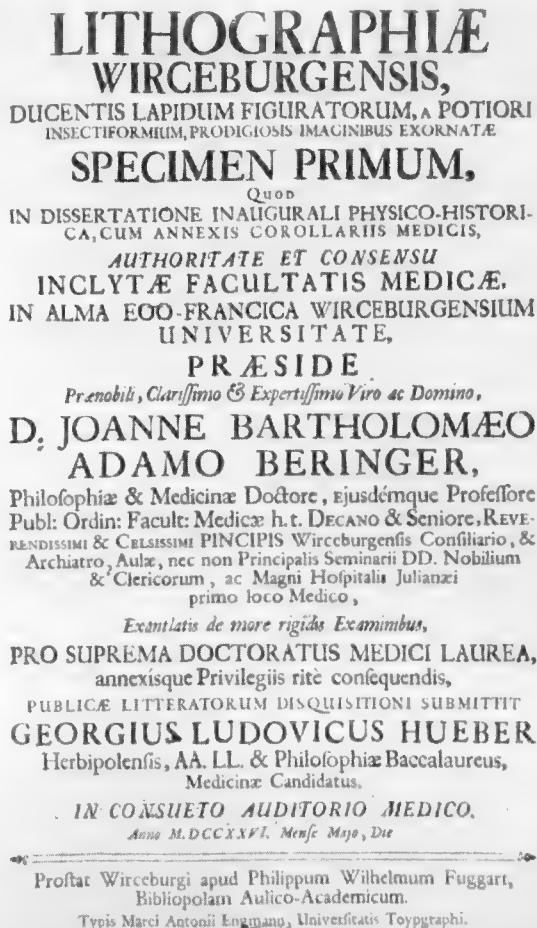 LITHOGRAPHIÆ
WIRCEBURGENSIS,
DUCENTIS LAPIDUM FIGURATORUM, A POTIORI
INSECTIFORMIUM, PRODIGIOSIS IMAGINIBUS EXORNATÆ
SPECIMEN PRIMUM,
QUOD
IN DISSERTATIONE INAUGURALI PHYSICO-HISTORI-
CA, CUM ANNEXIS COROLLARIIS MEDICIS,
AUTHORITATE ET CONSENSU
INCLYTÆ FACULTATIS MEDICÆ,
IN ALMA EOO-FRANCICA WIRCEBURGENSIUM
UNIVERSITATE,
PRÆSIDE
Prænobili, Clariſſimo & Expertiſſimo Viro ac Domino,
D. JOANNE BARTHOLOMÆO
ADAMO BERINGER,
Philoſophiæ & Medicinæ Doctore, Ejusdémque Profeſſore
Publ: Ordin: Facult: Medicæ h.t. DECANO & Seniore, REVE-
RENDISSIMI & CELSISSIMI PINCIPIS Wirceburgenſis Conſiliario, &
Archiatro, Aulæ, nec non Principalis Seminarii DD. Nobilium
& Clericorum, ac Magni Hoſpitalis Julianæi
primo loco Medico,
Exantlatis de more rigidis Examinibus,
PRO SUPREMA DOCTORATUS MEDICI LAUREA,
annexisque Privilegiis ritè conſequendis,
PUBLICÆ LITTERATORUM DISQUISITIONI SUBMITTIT
GEORGIUS LUDOVICUS HUEBER
Herbipolenſis, AA. LL. & Philoſophiæ Baccalaureus,
Medicinæ Candidatus.
IN CONSUETO AUDITORIO MEDICO.
Anno M.DCCXXVI. Menſe Majo, Die
Proſtat Wirceburgi apud Philippum Wilhelmum Fuggart,
Bibliopolam Aulico-Academicum.
Typis Marci Antonii Engmann, Univerſitatis Toypgraphi.